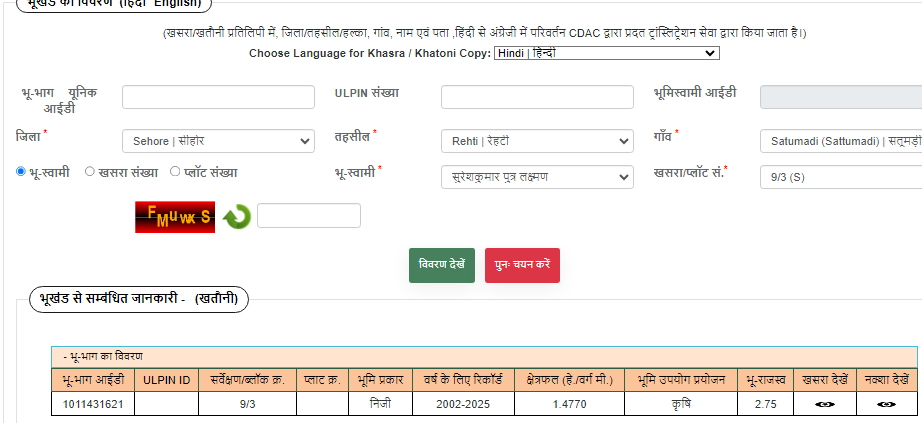 भूखंड का विवरण (हिंदी English)
(खसरा/खतौनी प्रतिलिपी में, जिला/तहसील/हल्का, गांव, नाम एवं पता ,हिंदी से अंग्रेजी में परिवर्तन CDAC द्वारा प्रदत ट्रांस्लिट्रेशन सेवा द्वारा किया जाता है।)
Choose Language for Khasra / Khatoni Copy: Hindi | हिन्दी
भू-भाग यूनिक आईडी ULPIN संख्या भूमिस्वामी आईडी
जिला * Sehore | सीहोर तहसील * Rehti | रेहटी गाँव * Satumadi (Sattumadi) | सतुमड़ी
भू-स्वामी खसरा संख्या प्लॉट संख्या भू-स्वामी * सुरेशकुमार पुत्र लक्ष्मण खसरा/प्लॉट सं.* 9/3 (S)
विवरण देखें पुनः चयन करें
भूखंड से सम्बंधित जानकारी - (खतौनी)
- भू-भाग का विवरण
भू-भाग आईडी ULPIN ID सर्वेक्षण/ब्लॉक क्र. प्लाट क्र. भूमि प्रकार वर्ष के लिए रिकॉर्ड क्षेत्रफल (हे./वर्ग मी.) भूमि उपयोग प्रयोजन भू-राजस्व खसरा देखें नक्शा देखें
1011431621 9/3 निजी 2002-2025 1.4770 कृषि 2.75